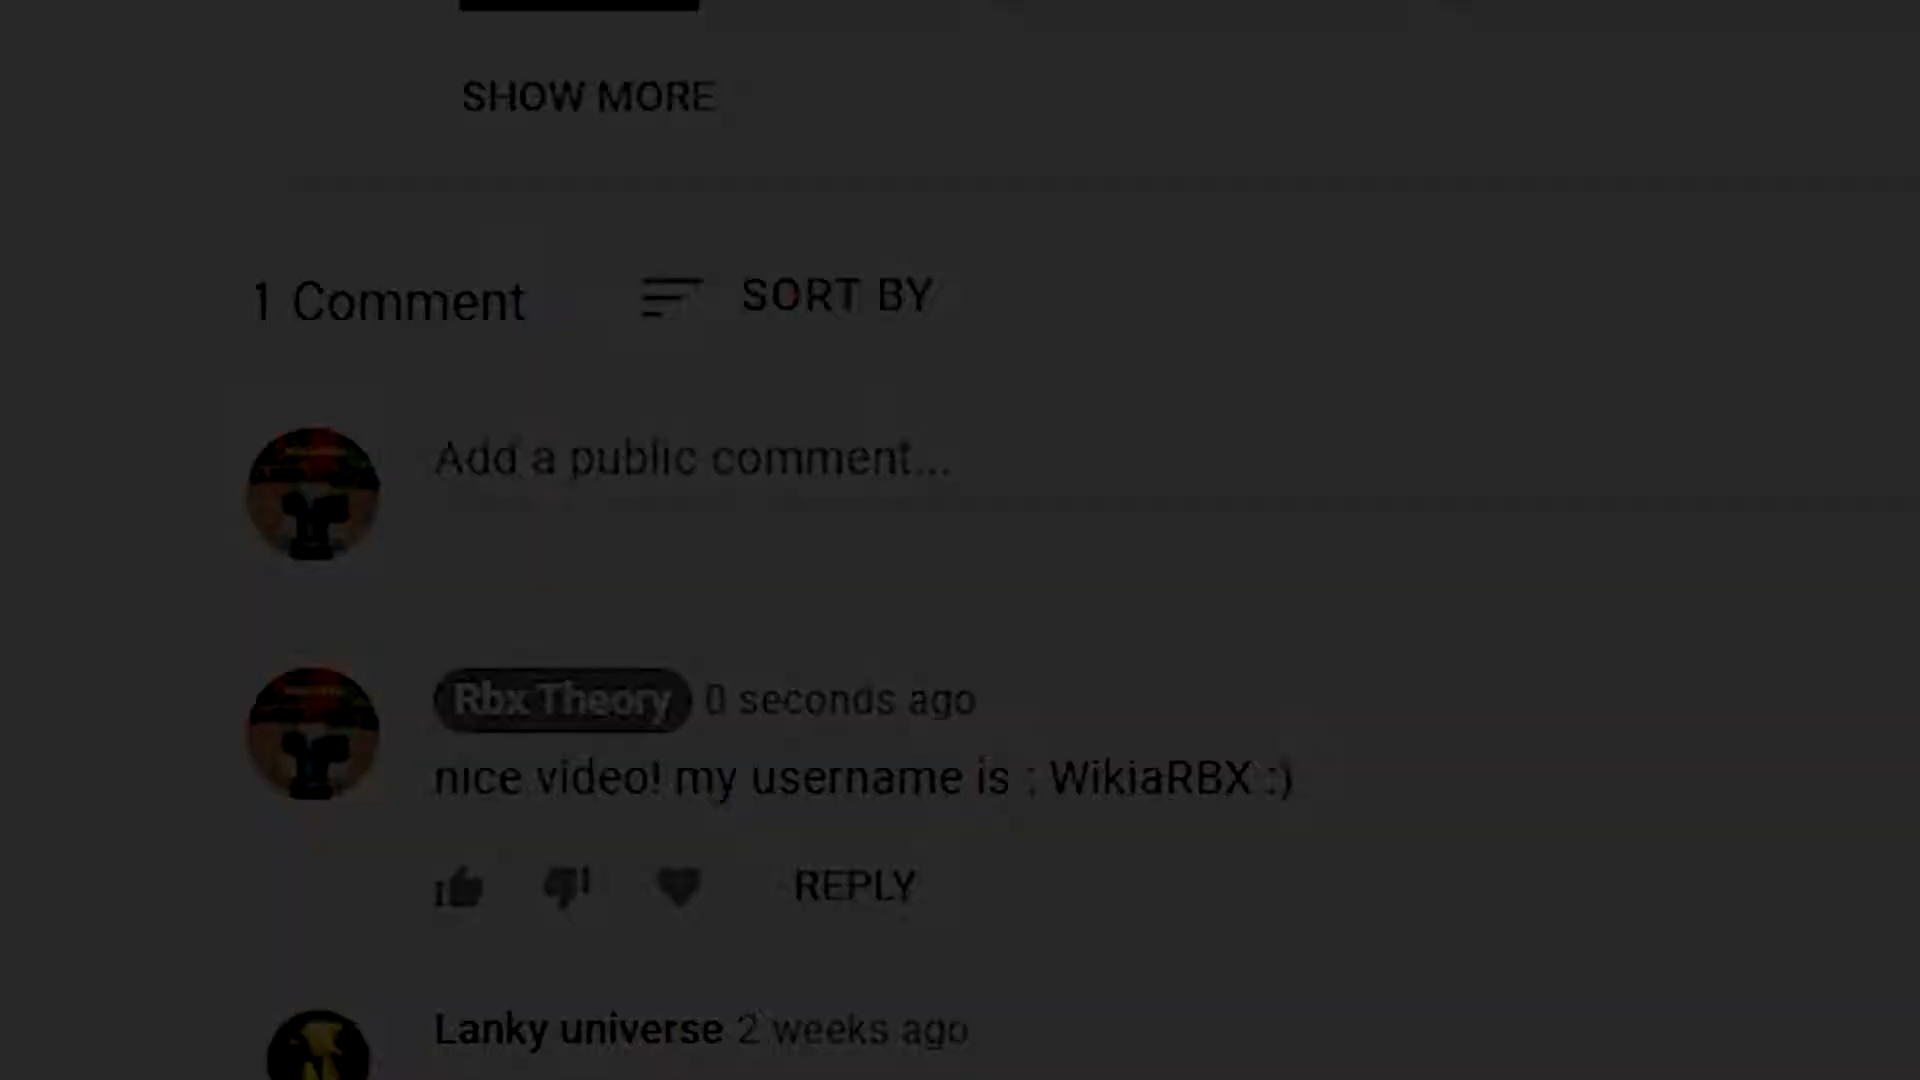 SHOW MORE
1 Comment SORT BY
Add a public comment...
Rbx Theory 0 seconds ago
nice video! my username is : WikiaRBX :)
REPLY
Lanky universe 2 weeks ago